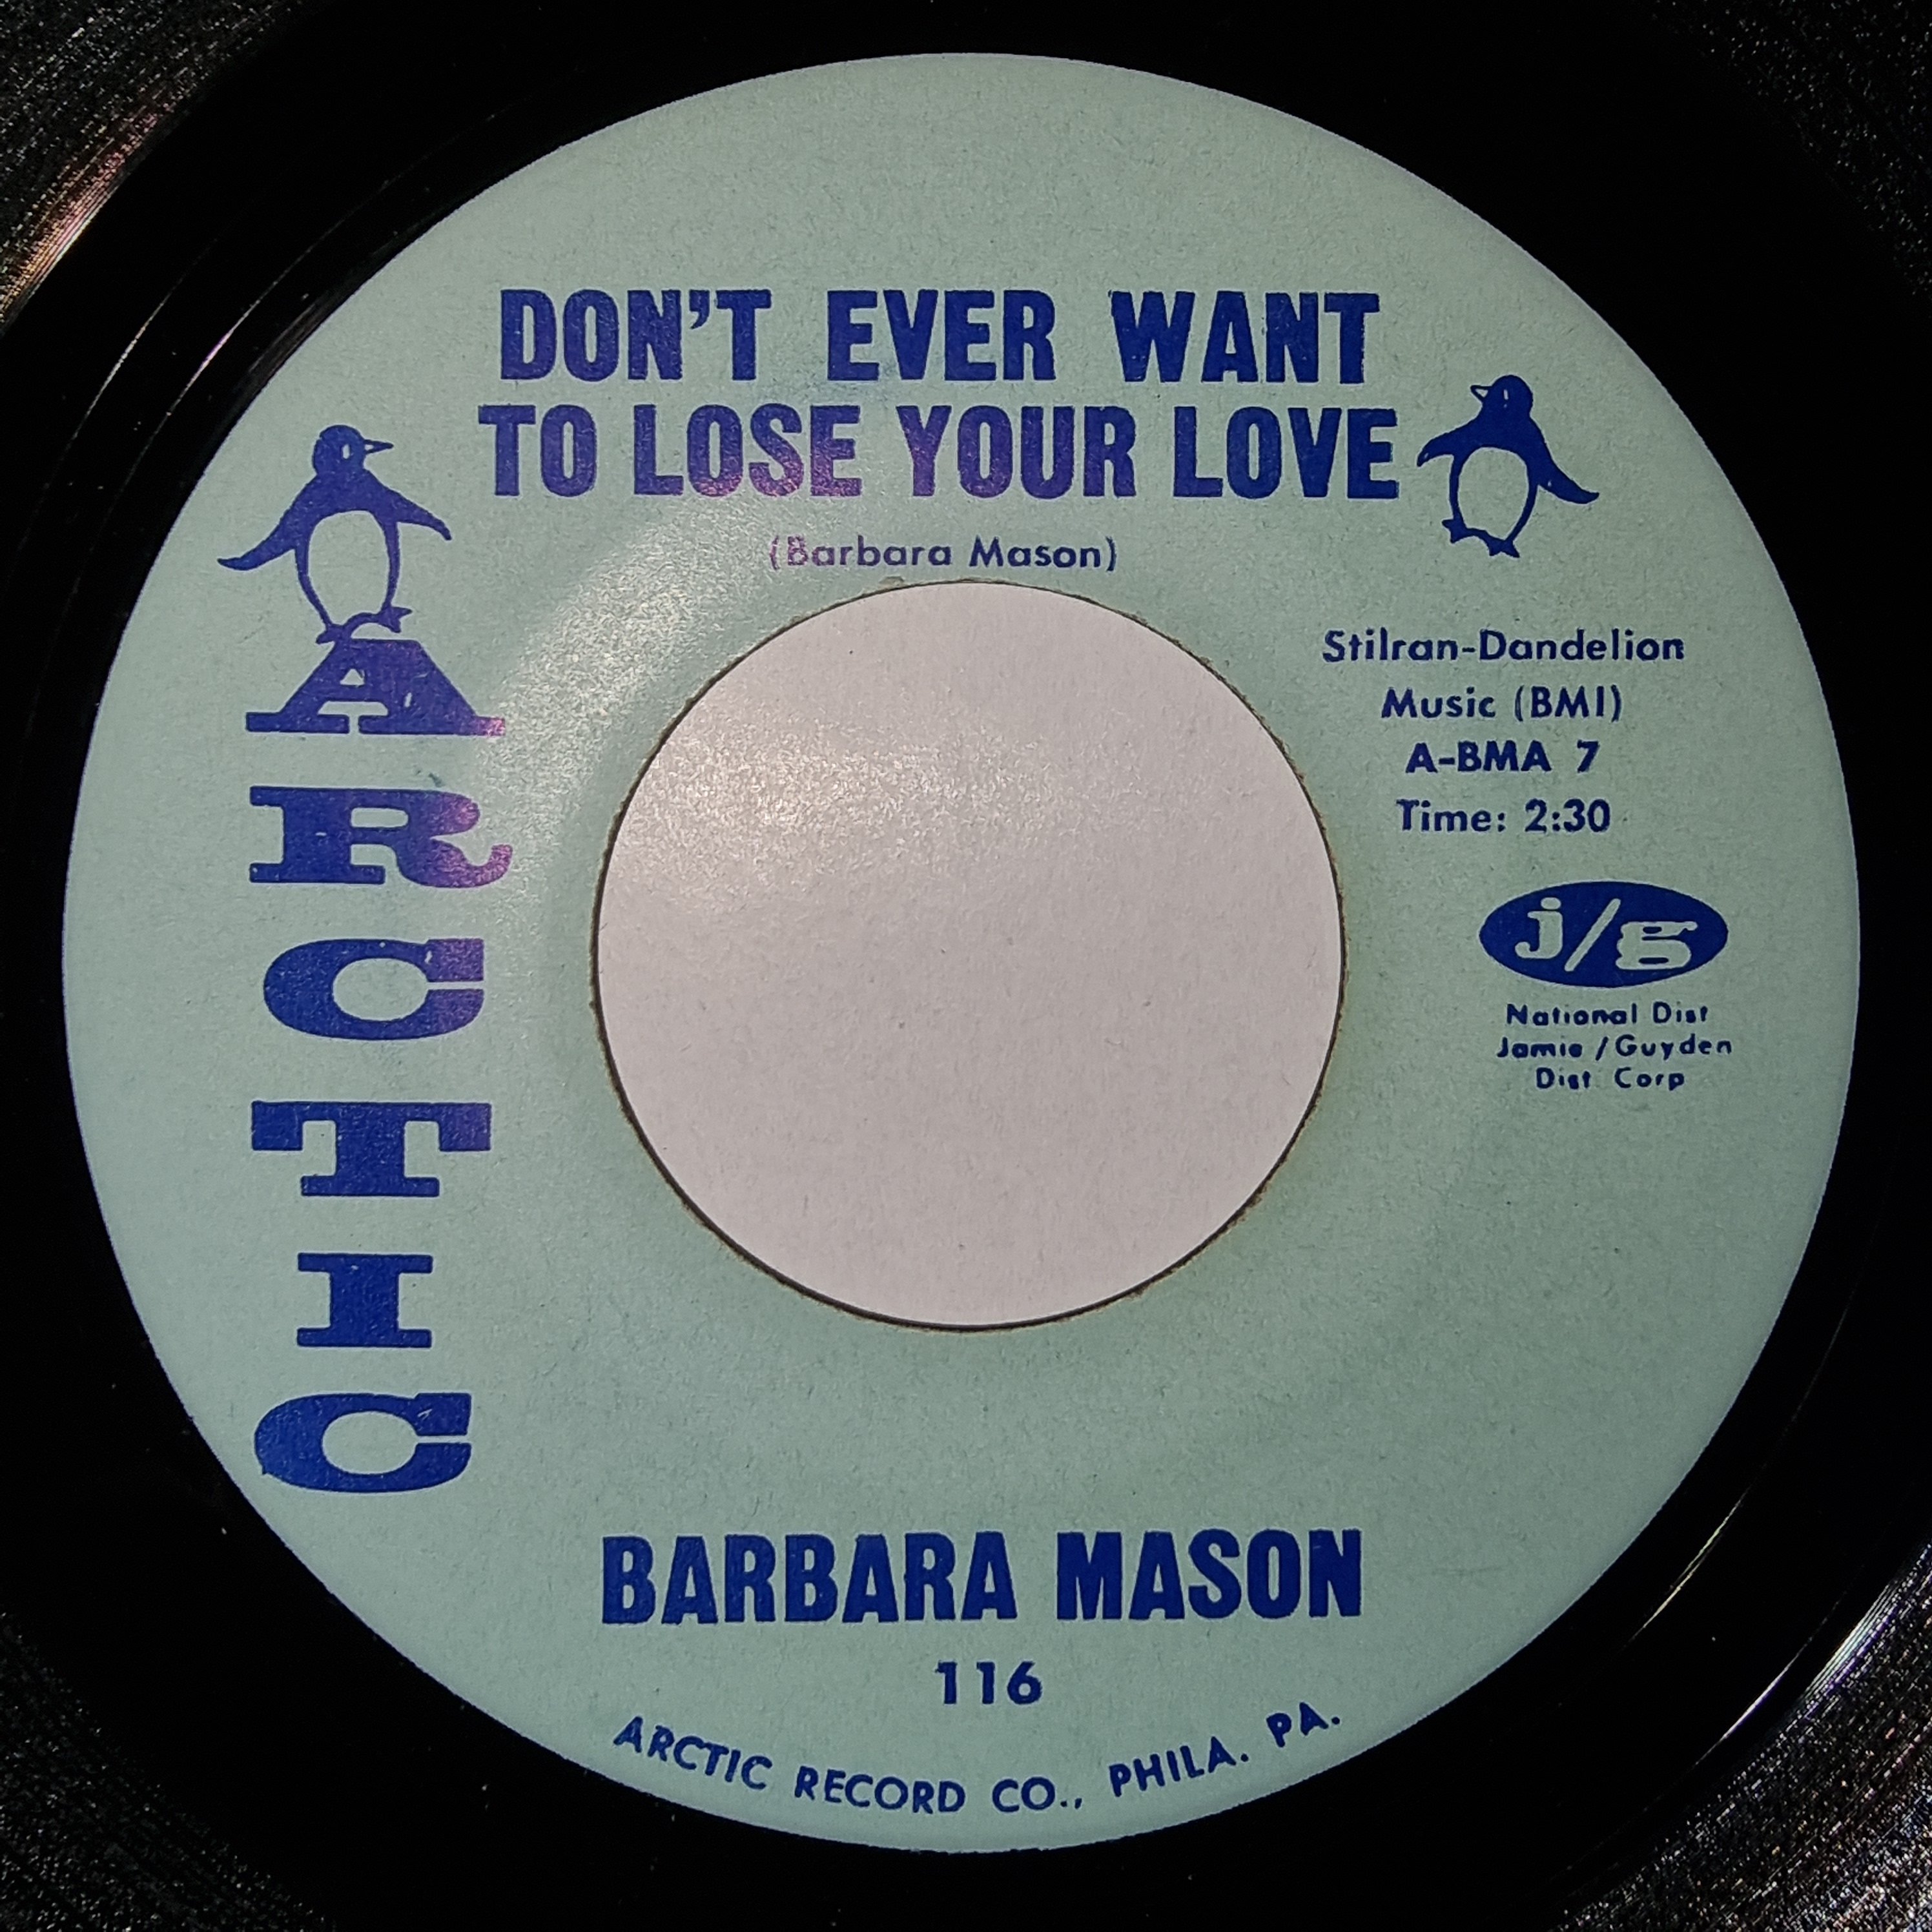 DON'T EVER WANT
TO LOSE YOUR LOVE
(Barbara Mason)
ARCTIC
Stilran-Dandelion
Music (BMI)
A-BMA 7
Time: 2:30
j/g
National Dist
Jamie / Guyden
Dist. Corp
BARBARA MASON
116
ARCTIC RECORD CO., PHILA. PA.